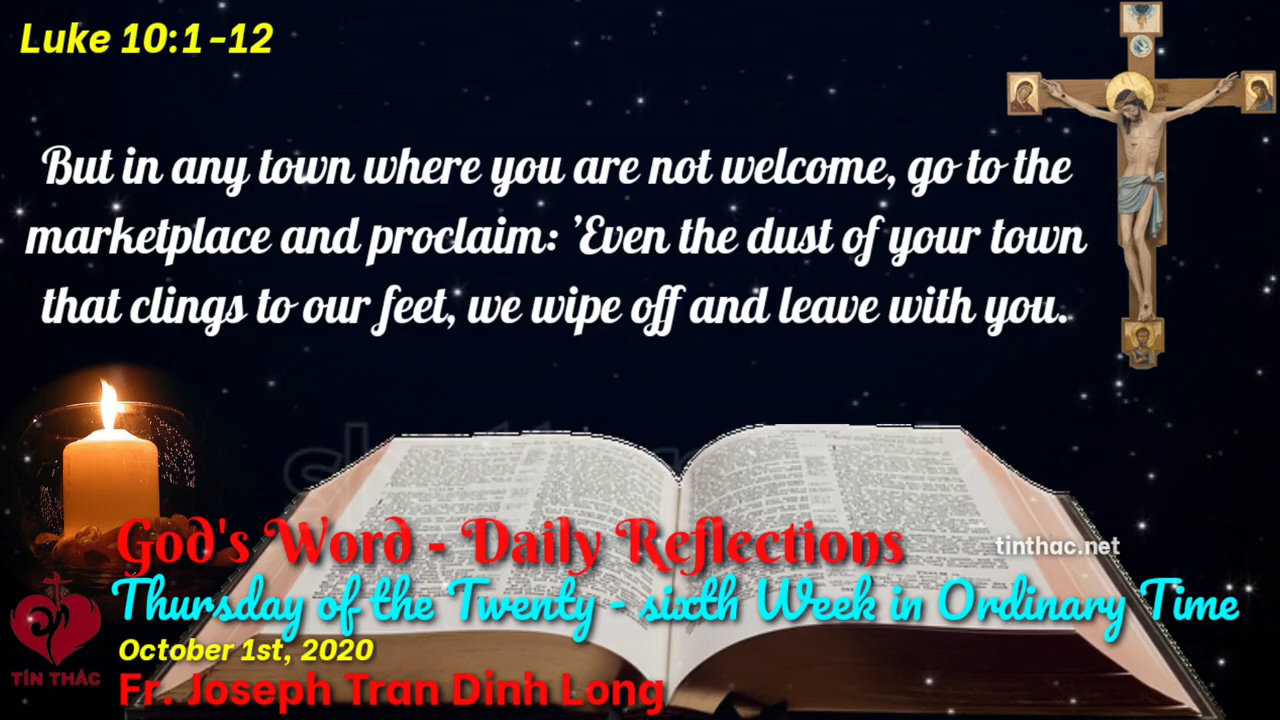 Luke 10:1-12
But in any town where you are not welcome, go to the
marketplace and proclaim: ’Even the dust of your town
that clings to our feet, we wipe off and leave with you.
God's Word - Daily Reflections
tinthac.net
Thursday of the Twenty - sixth Week in Ordinary Time
October 1st, 2020
TÍN THÁC
Fr. Joseph Tran Dinh Long